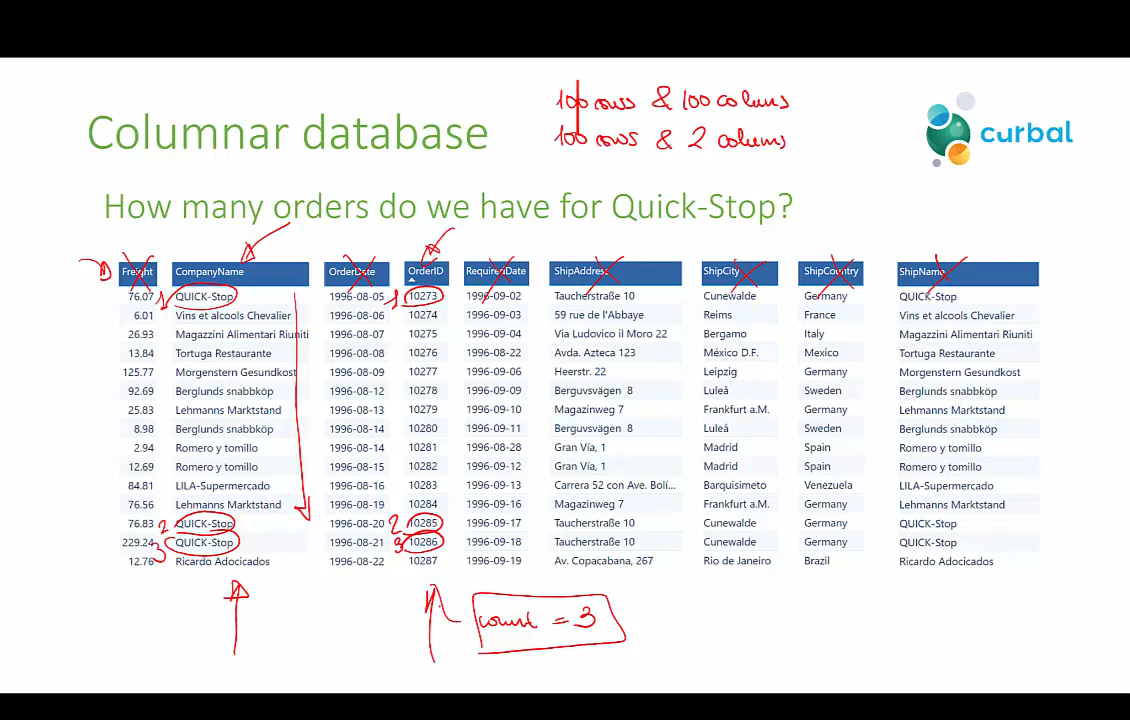 100 rows & 100 colums
100 rows & 2 colums
Columnar database
curbal
How many orders do we have for Quick-Stop?
Freight CompanyName OrderDate OrderID RequiredDate ShipAddress ShipCity ShipCountry ShipName
1 76.07 QUICK-Stop 1996-08-05 1 10273 1996-09-02 Taucherstraße 10 Cunewalde Germany QUICK-Stop
6.01 Vins et alcools Chevalier 1996-08-06 10274 1996-09-03 59 rue de l'Abbaye Reims France Vins et alcools Chevalier
26.93 Magazzini Alimentari Riuniti 1996-08-07 10275 1996-09-04 Via Ludovico il Moro 22 Bergamo Italy Magazzini Alimentari Riuniti
13.84 Tortuga Restaurante 1996-08-08 10276 1996-08-22 Avda. Azteca 123 México D.F. Mexico Tortuga Restaurante
125.77 Morgenstern Gesundkost 1996-08-09 10277 1996-09-06 Heerstr. 22 Leipzig Germany Morgenstern Gesundkost
92.69 Berglunds snabbköp 1996-08-12 10278 1996-09-09 Berguvsvägen 8 Luleå Sweden Berglunds snabbköp
25.83 Lehmanns Marktstand 1996-08-13 10279 1996-09-10 Magazinweg 7 Frankfurt a.M. Germany Lehmanns Marktstand
8.98 Berglunds snabbköp 1996-08-14 10280 1996-09-11 Berguvsvägen 8 Luleå Sweden Berglunds snabbköp
2.94 Romero y tomillo 1996-08-14 10281 1996-08-28 Gran Vía, 1 Madrid Spain Romero y tomillo
12.69 Romero y tomillo 1996-08-15 10282 1996-09-12 Gran Vía, 1 Madrid Spain Romero y tomillo
84.81 LILA-Supermercado 1996-08-16 10283 1996-09-13 Carrera 52 con Ave. Bolí... Barquisimeto Venezuela LILA-Supermercado
76.56 Lehmanns Marktstand 1996-08-19 10284 1996-09-16 Magazinweg 7 Frankfurt a.M. Germany Lehmanns Marktstand
76.83 2 QUICK-Stop 1996-08-20 2 10285 1996-09-17 Taucherstraße 10 Cunewalde Germany QUICK-Stop
229.24 3 QUICK-Stop 1996-08-21 3 10286 1996-09-18 Taucherstraße 10 Cunewalde Germany QUICK-Stop
12.76 Ricardo Adocicados 1996-08-22 10287 1996-09-19 Av. Copacabana, 267 Rio de Janeiro Brazil Ricardo Adocicados
count = 3